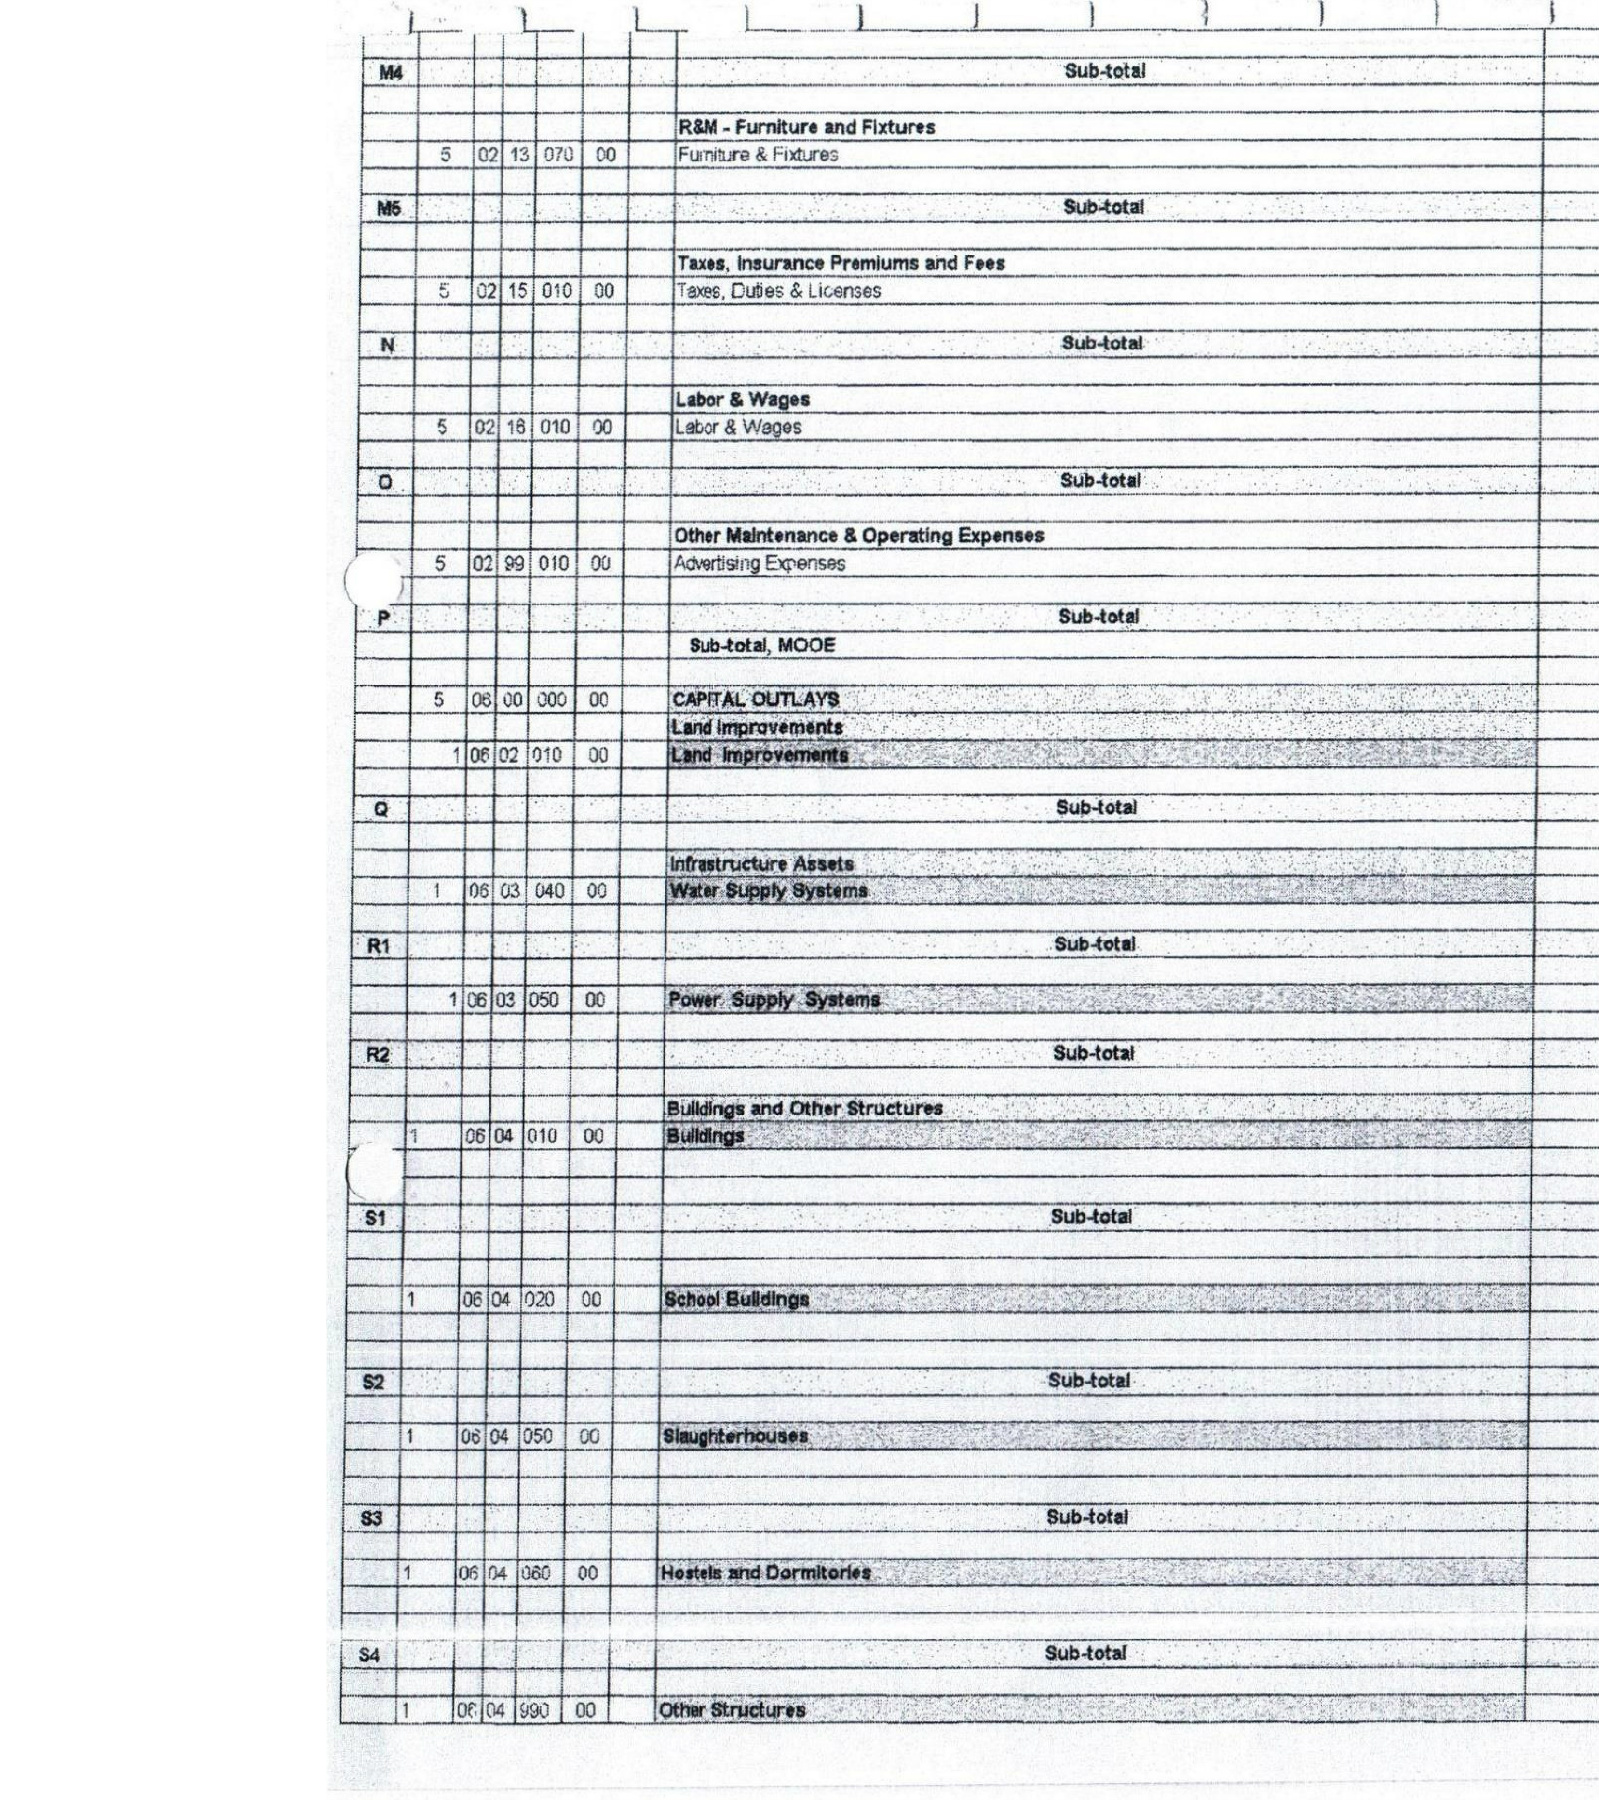 M4 Sub-total
R&M - Furniture and Fixtures
5 02 13 070 00 Furniture & Fixtures
M5 Sub-total
Taxes, Insurance Premiums and Fees
5 02 15 010 00 Taxes, Duties & Licenses
N Sub-total
Labor & Wages
5 02 16 010 00 Labor & Wages
O Sub-total
Other Maintenance & Operating Expenses
5 02 99 010 00 Advertising Expenses
P Sub-total
Sub-total, MOOE
5 06 00 000 00 CAPITAL OUTLAYS
Land Improvements
1 06 02 010 00 Land Improvements
Q Sub-total
Infrastructure Assets
1 06 03 040 00 Water Supply Systems
R1 Sub-total
1 06 03 050 00 Power Supply Systems
R2 Sub-total
Buildings and Other Structures
1 06 04 010 00 Buildings
S1 Sub-total
1 06 04 020 00 School Buildings
S2 Sub-total
1 06 04 050 00 Slaughterhouses
S3 Sub-total
1 06 04 060 00 Hostels and Dormitories
S4 Sub-total
1 06 04 990 00 Other Structures